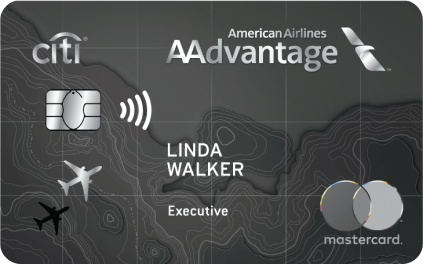 citi®
American Airlines
AAdvantage
LINDA
WALKER
Executive
mastercard.